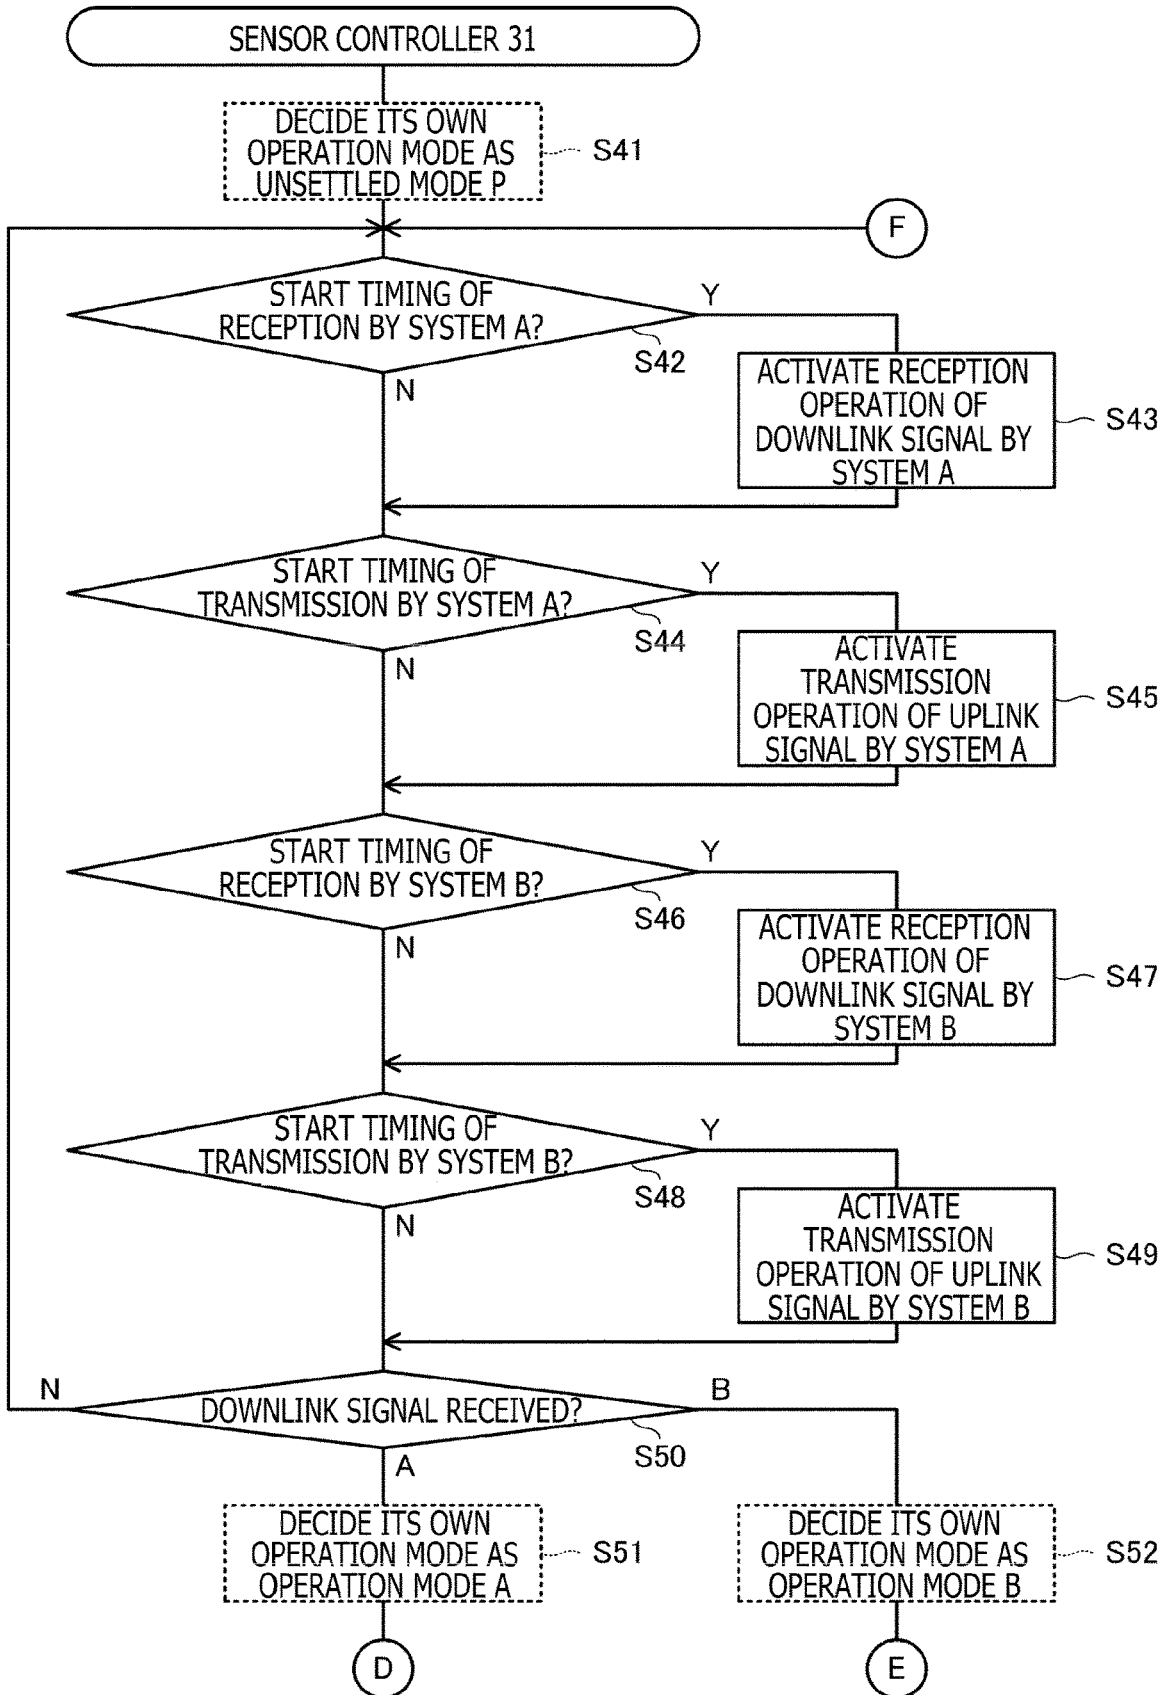 SENSOR CONTROLLER 31
DECIDE ITS OWN
OPERATION MODE AS
UNSETTLED MODE P
S41
F
START TIMING OF
RECEPTION BY SYSTEM A?
Y
S42
N
ACTIVATE RECEPTION
OPERATION OF
DOWNLINK SIGNAL BY
SYSTEM A
S43
START TIMING OF
TRANSMISSION BY SYSTEM A?
Y
S44
N
ACTIVATE
TRANSMISSION
OPERATION OF UPLINK
SIGNAL BY SYSTEM A
S45
START TIMING OF
RECEPTION BY SYSTEM B?
Y
S46
N
ACTIVATE RECEPTION
OPERATION OF
DOWNLINK SIGNAL BY
SYSTEM B
S47
START TIMING OF
TRANSMISSION BY SYSTEM B?
Y
S48
N
ACTIVATE
TRANSMISSION
OPERATION OF UPLINK
SIGNAL BY SYSTEM B
S49
N
DOWNLINK SIGNAL RECEIVED?
B
S50
A
DECIDE ITS OWN
OPERATION MODE AS
OPERATION MODE A
S51
DECIDE ITS OWN
OPERATION MODE AS
OPERATION MODE B
S52
D
E